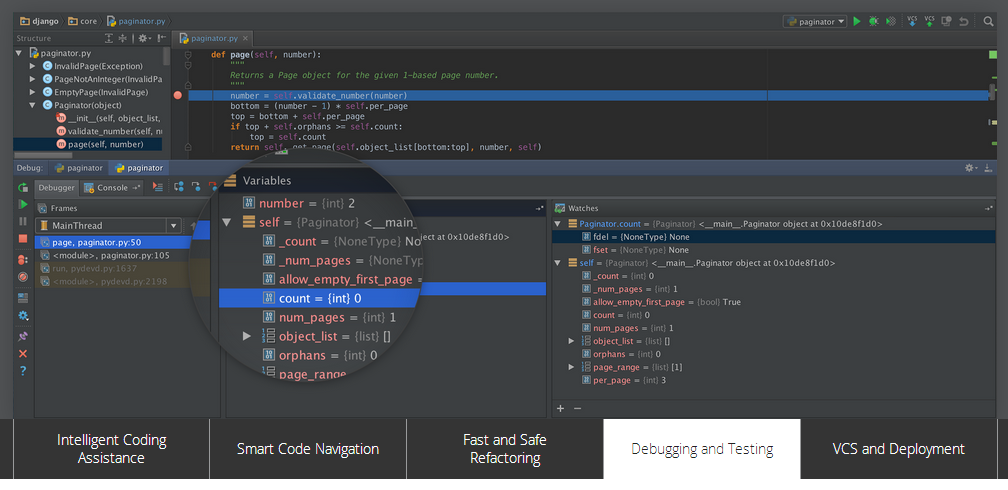 django core paginator.py
paginator
VCS VCS
Structure
paginator.py
paginator.py
InvalidPage(Exception)
PageNotAnInteger(InvalidPa
EmptyPage(InvalidPage)
Paginator(object)
__init__(self, object_list,
validate_number(self, nu
page(self, number)
def page(self, number):
"""
Returns a Page object for the given 1-based page number.
"""
number = self.validate_number(number)
bottom = (number - 1) * self.per_page
top = bottom + self.per_page
if top + self.orphans >= self.count:
top = self.count
return self._get_page(self.object_list[bottom:top], number, self)
Debug: paginator paginator
Debugger Console
Frames
MainThread
page, paginator.py:50
<module>, paginator.py:105
run, pydevd.py:1637
<module>, pydevd.py:2198
Variables
number = {int} 2
self = {Paginator} <__main_
_count = {NoneType} No
_num_pages = {NoneTyp
allow_empty_first_page =
count = {int} 0
num_pages = {int} 1
object_list = {list} []
orphans = {int} 0
page_range
ject at 0x10de8f1d0>
Watches
Paginator.count = {Paginator} <__main__.Paginator object at 0x10de8f1d0>
fdel = {NoneType} None
fset = {NoneType} None
self = {Paginator} <__main__.Paginator object at 0x10de8f1d0>
_count = {int} 0
_num_pages = {int} 1
allow_empty_first_page = {bool} True
count = {int} 0
num_pages = {int} 1
object_list = {list} []
orphans = {int} 0
page_range = {list} [1]
per_page = {int} 3
Intelligent Coding
Assistance
Smart Code Navigation
Fast and Safe
Refactoring
Debugging and Testing
VCS and Deployment